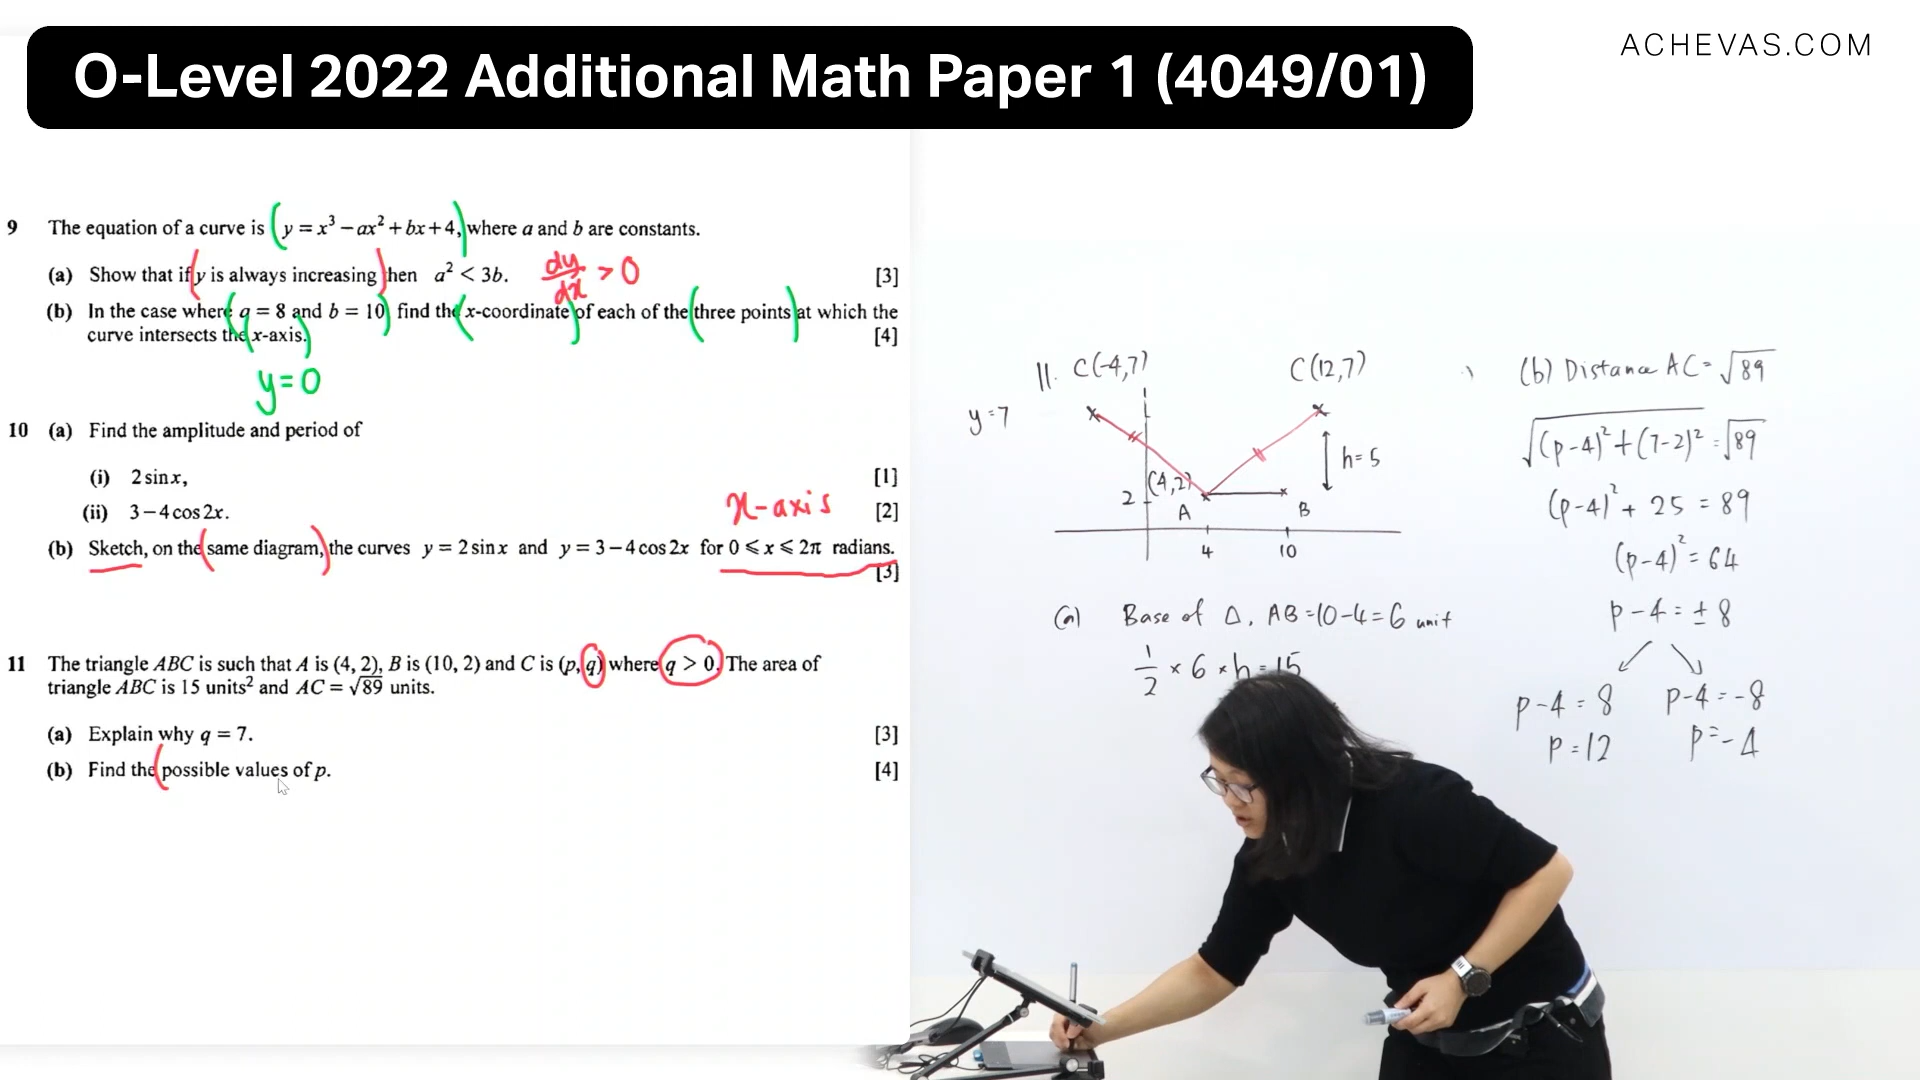 O-Level 2022 Additional Math Paper 1 (4049/01)
ACHEVAS.COM
9 The equation of a curve is y = x³ − ax² + bx + 4, where a and b are constants.
(a) Show that if y is always increasing then a² < 3b. [3]
dy/dx > 0
(b) In the case where a = 8 and b = 10 find the x-coordinate of each of the three points at which the
curve intersects the x-axis. [4]
y=0
10 (a) Find the amplitude and period of
(i) 2 sin x, [1]
(ii) 3 − 4 cos 2x. [2]
x-axis
(b) Sketch, on the same diagram, the curves y = 2 sin x and y = 3 − 4 cos 2x for 0 ⩽ x ⩽ 2π radians.
[3]
11 The triangle ABC is such that A is (4, 2), B is (10, 2) and C is (p, q) where q > 0. The area of
triangle ABC is 15 units² and AC = √89 units.
(a) Explain why q = 7. [3]
(b) Find the possible values of p. [4]
11. C(-4,7) C(12,7)
y=7
h=5
(4,2)
2
A B
4 10
(a) Base of Δ, AB=10-4=6 unit
1/2 × 6 × h = 15
(b) Distance AC = √89
√(p-4)²+(7-2)² = √89
(p-4)² + 25 = 89
(p-4)² = 64
p-4 = ± 8
p-4 = 8 p-4 = -8
p = 12 p = -4